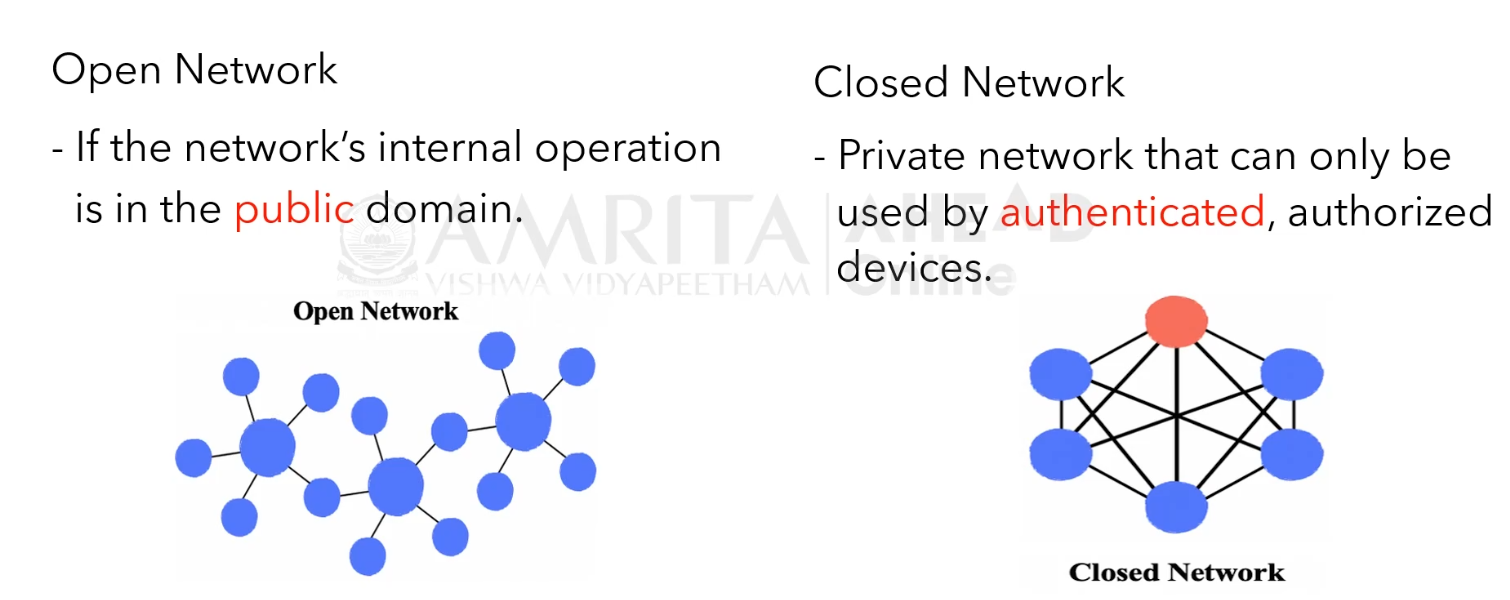 Open Network
- If the network’s internal operation
is in the public domain.
Open Network
Closed Network
- Private network that can only be
used by authenticated, authorized
devices.
Closed Network
AMRITA
VISHWA VIDYAPEETHAM
AHEAD
Online